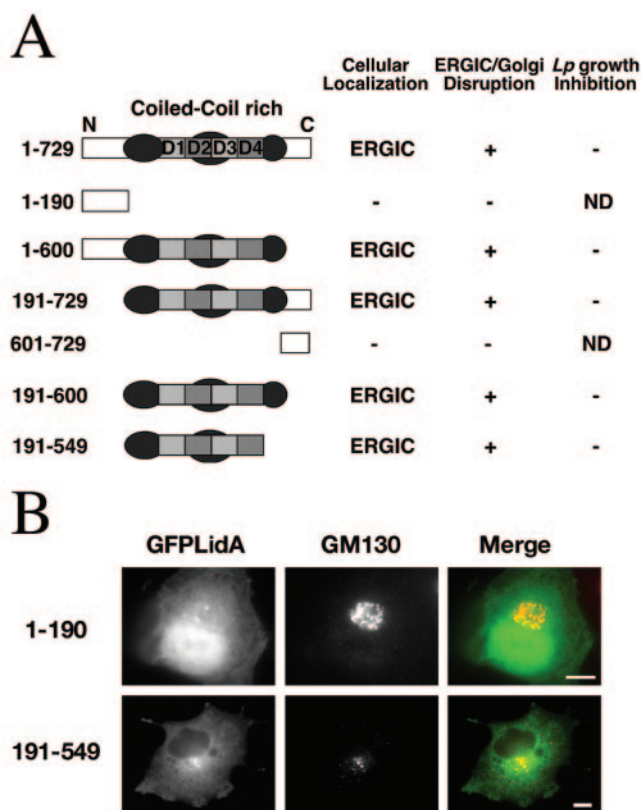 A
Cellular Localization
ERGIC/Golgi Disruption
Lp growth Inhibition
Coiled-Coil rich
N
C
1-729 D1 D2 D3 D4 ERGIC + -
1-190 - - ND
1-600 ERGIC + -
191-729 ERGIC + -
601-729 - - ND
191-600 ERGIC + -
191-549 ERGIC + -
B
GFPLidA GM130 Merge
1-190
191-549